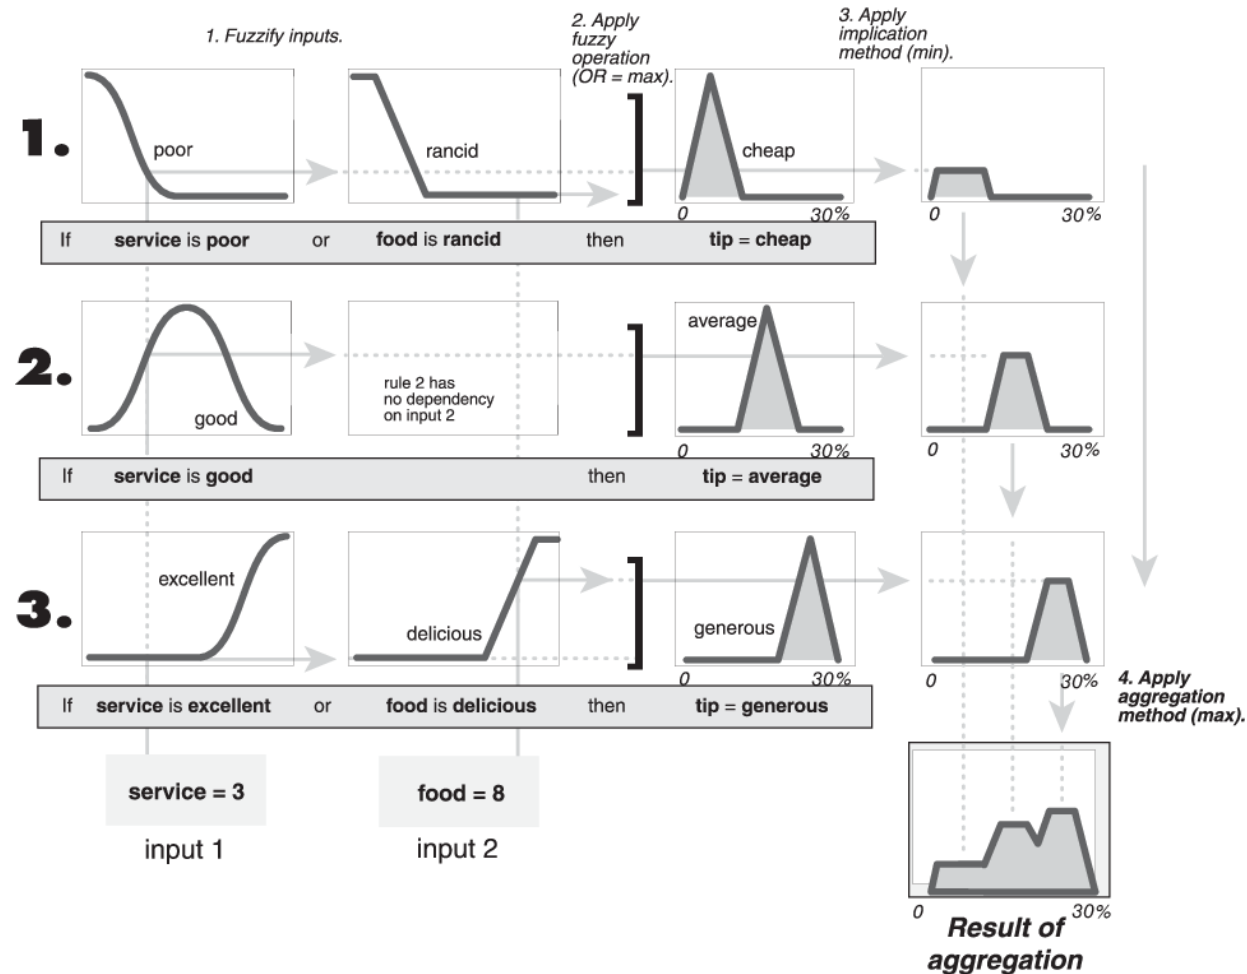 1. Fuzzify inputs.
2. Apply
fuzzy
operation
(OR = max).
3. Apply
implication
method (min).
1.
poor
rancid
cheap
0
30%
0
30%
If service is poor or food is rancid then tip = cheap
2.
good
rule 2 has
no dependency
on input 2
average
0
30%
0
30%
If service is good then tip = average
3.
excellent
delicious
generous
0
30%
0
30%
If service is excellent or food is delicious then tip = generous
4. Apply
aggregation
method (max).
service = 3
input 1
food = 8
input 2
0
30%
Result of
aggregation